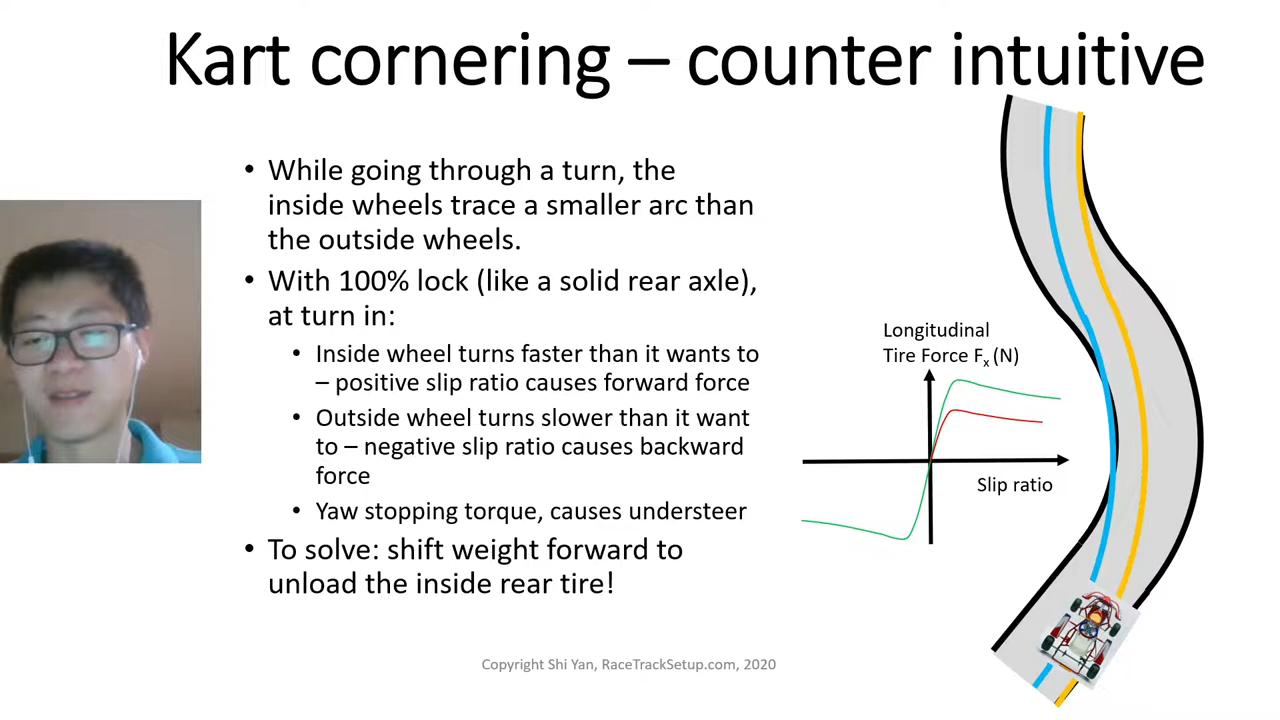 Kart cornering – counter intuitive
• While going through a turn, the
inside wheels trace a smaller arc than
the outside wheels.
• With 100% lock (like a solid rear axle),
at turn in:
• Inside wheel turns faster than it wants to
– positive slip ratio causes forward force
• Outside wheel turns slower than it want
to – negative slip ratio causes backward
force
• Yaw stopping torque, causes understeer
• To solve: shift weight forward to
unload the inside rear tire!
Longitudinal
Tire Force Fx (N)
Slip ratio
Copyright Shi Yan, RaceTrackSetup.com, 2020